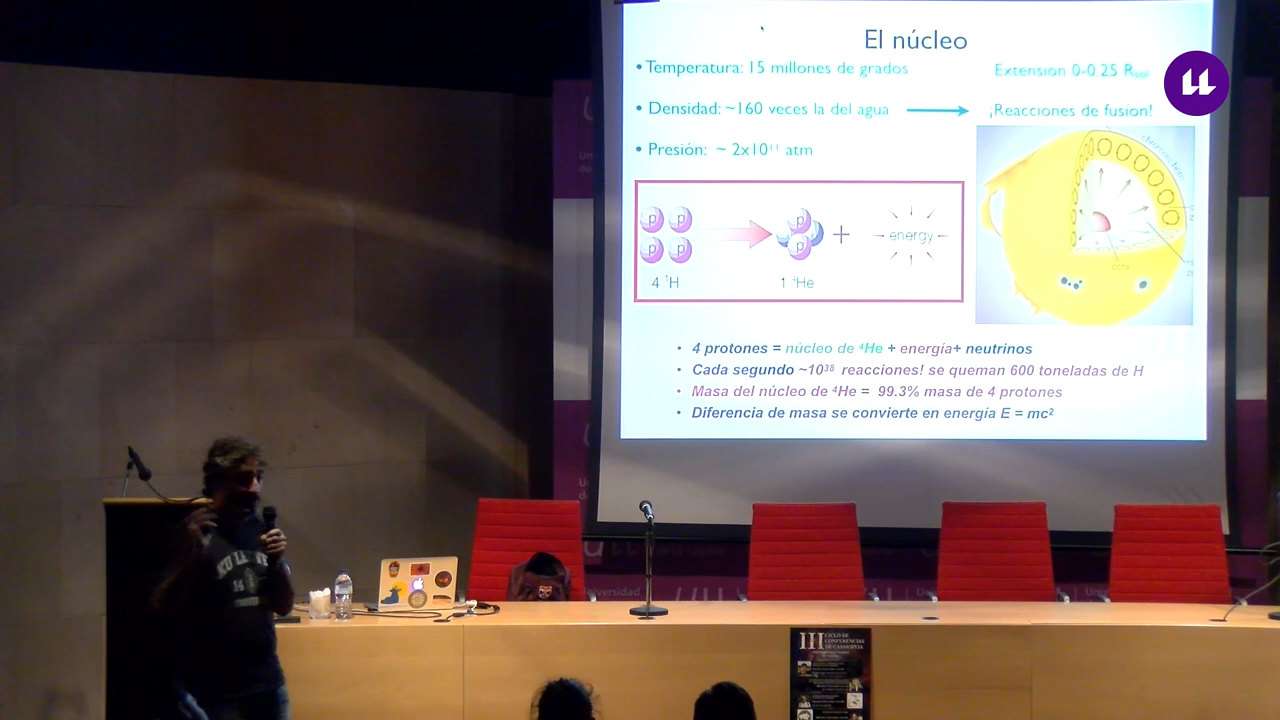 El núcleo
• Temperatura: 15 millones de grados
Extension 0-0.25 Rsol
• Densidad: ~160 veces la del agua
¡Reacciones de fusion!
• Presión: ~ 2x10¹¹ atm
p p
p p
p
p
+
energy
4 ¹H
1 ⁴He
core
• 4 protones = núcleo de ⁴He + energía+ neutrinos
• Cada segundo ~10³⁸ reacciones! se queman 600 toneladas de H
• Masa del núcleo de ⁴He = 99.3% masa de 4 protones
• Diferencia de masa se convierte en energía E = mc²
III CICLO DE
CONFERENCIAS
DE CASSIOPEIA